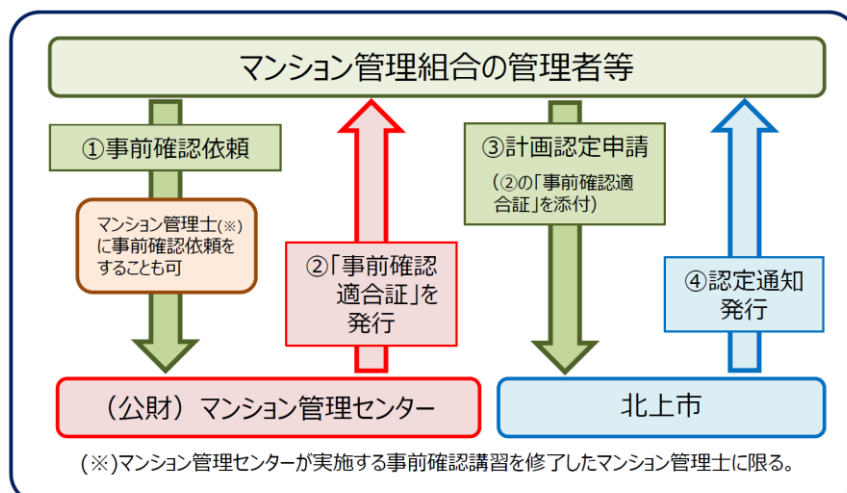 マンション管理組合の管理者等
①事前確認依頼
マンション管理士(※)
に事前確認依頼を
することも可
②「事前確認
適合証」を
発行
③計画認定申請
（②の「事前確認適
合証」を添付）
④認定通知
発行
（公財）マンション管理センター
北上市
(※)マンション管理センターが実施する事前確認講習を修了したマンション管理士に限る。